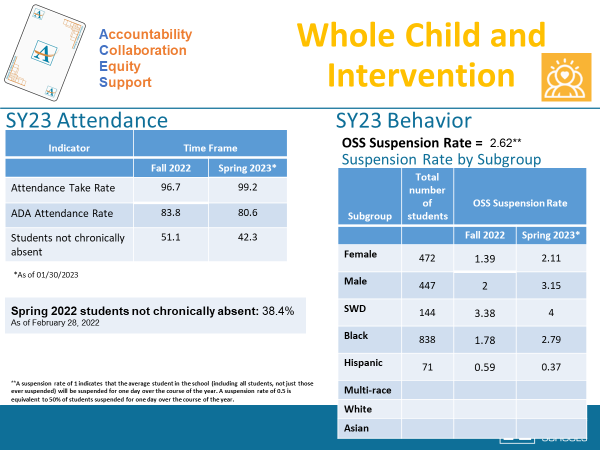 Accountability
Collaboration
Equity
Support
Whole Child and
Intervention
SY23 Attendance
Indicator Time Frame
Fall 2022 Spring 2023*
Attendance Take Rate 96.7 99.2
ADA Attendance Rate 83.8 80.6
Students not chronically 51.1 42.3
absent
*As of 01/30/2023
Spring 2022 students not chronically absent: 38.4%
As of February 28, 2022
**A suspension rate of 1 indicates that the average student in the school (including all students, not just those
ever suspended) will be suspended for one day over the course of the year. A suspension rate of 0.5 is
equivalent to 50% of students suspended for one day over the course of the year.
SY23 Behavior
OSS Suspension Rate = 2.62**
Suspension Rate by Subgroup
Total
number
of
Subgroup students OSS Suspension Rate
Fall 2022 Spring 2023*
Female 472 1.39 2.11
Male 447 2 3.15
SWD 144 3.38 4
Black 838 1.78 2.79
Hispanic 71 0.59 0.37
Multi-race
White
Asian